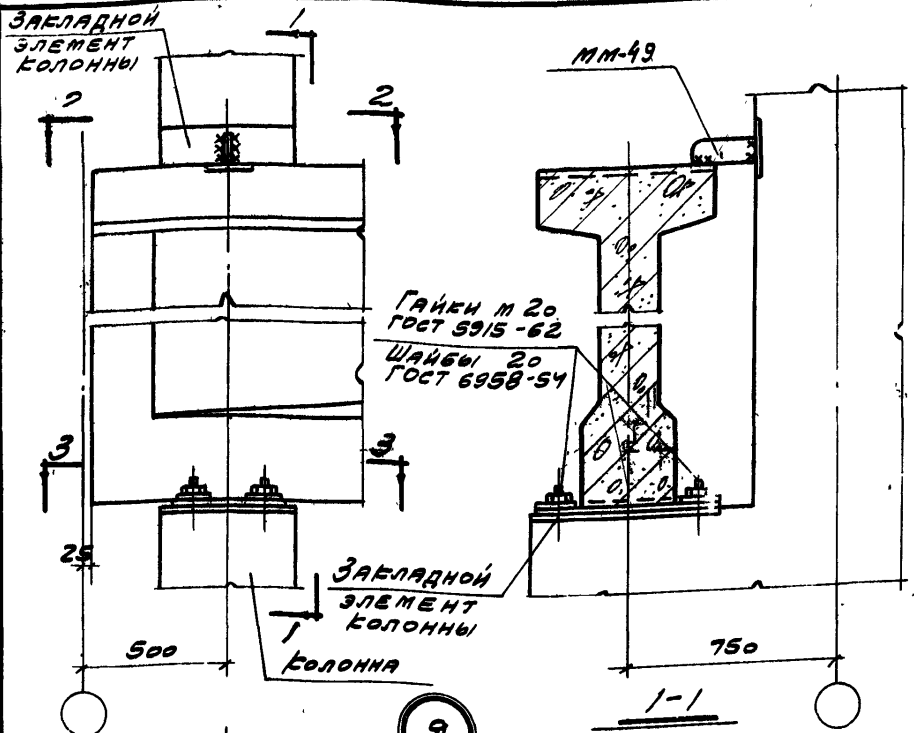 Закладной
элемент
колонны
1
2
2
мм-49
Гайки м 20
ГОСТ 5915-62
Шайбы 20
ГОСТ 6958-54
3
3
25
Закладной
элемент
колонны
1
500
колонна
750
1-1